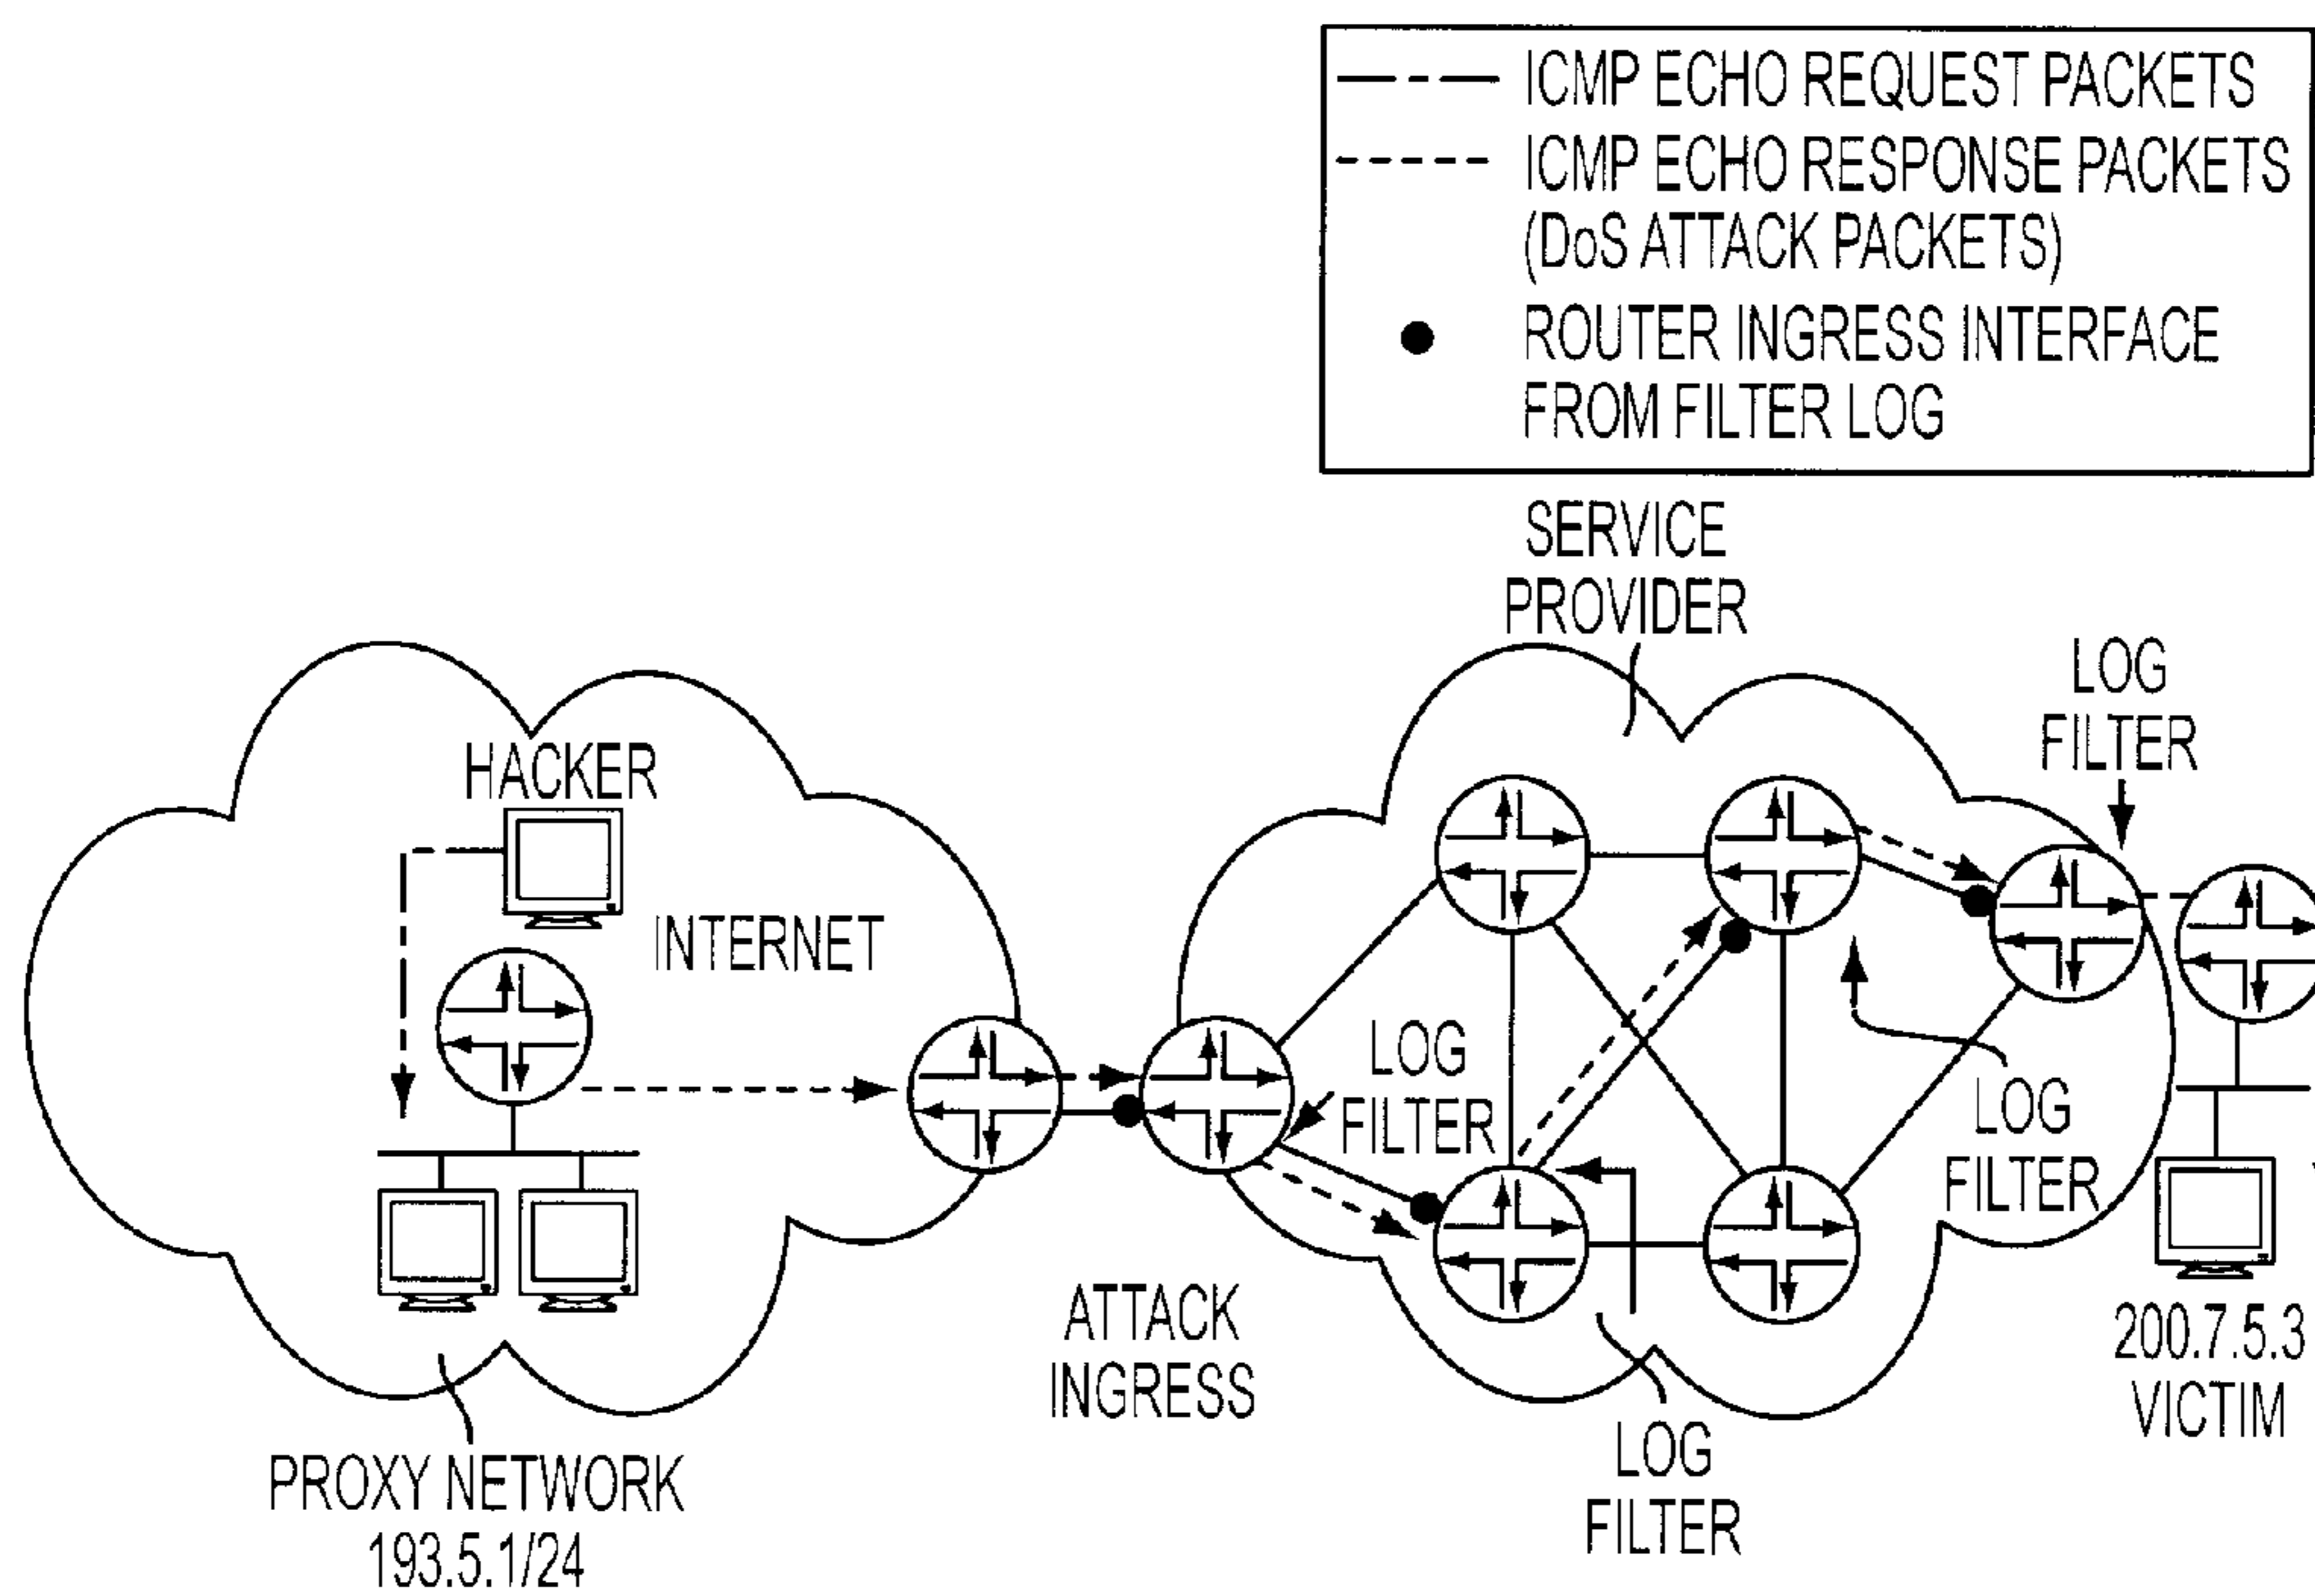 ICMP ECHO REQUEST PACKETS
ICMP ECHO RESPONSE PACKETS
(DoS ATTACK PACKETS)
ROUTER INGRESS INTERFACE
FROM FILTER LOG
SERVICE
PROVIDER
LOG
FILTER
HACKER
INTERNET
LOG
FILTER
LOG
FILTER
ATTACK
INGRESS
200.7.5.3
VICTIM
LOG
FILTER
PROXY NETWORK
193.5.1/24